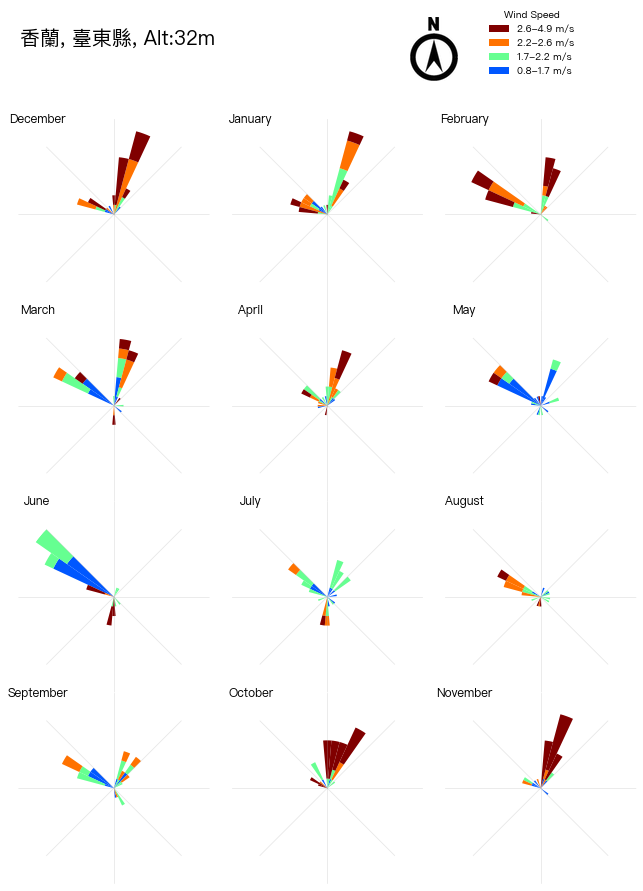 香蘭, 臺東縣, Alt:32m
N
Wind Speed
2.6–4.9 m/s
2.2–2.6 m/s
1.7–2.2 m/s
0.8–1.7 m/s
December
January
February
March
April
May
June
July
August
September
October
November